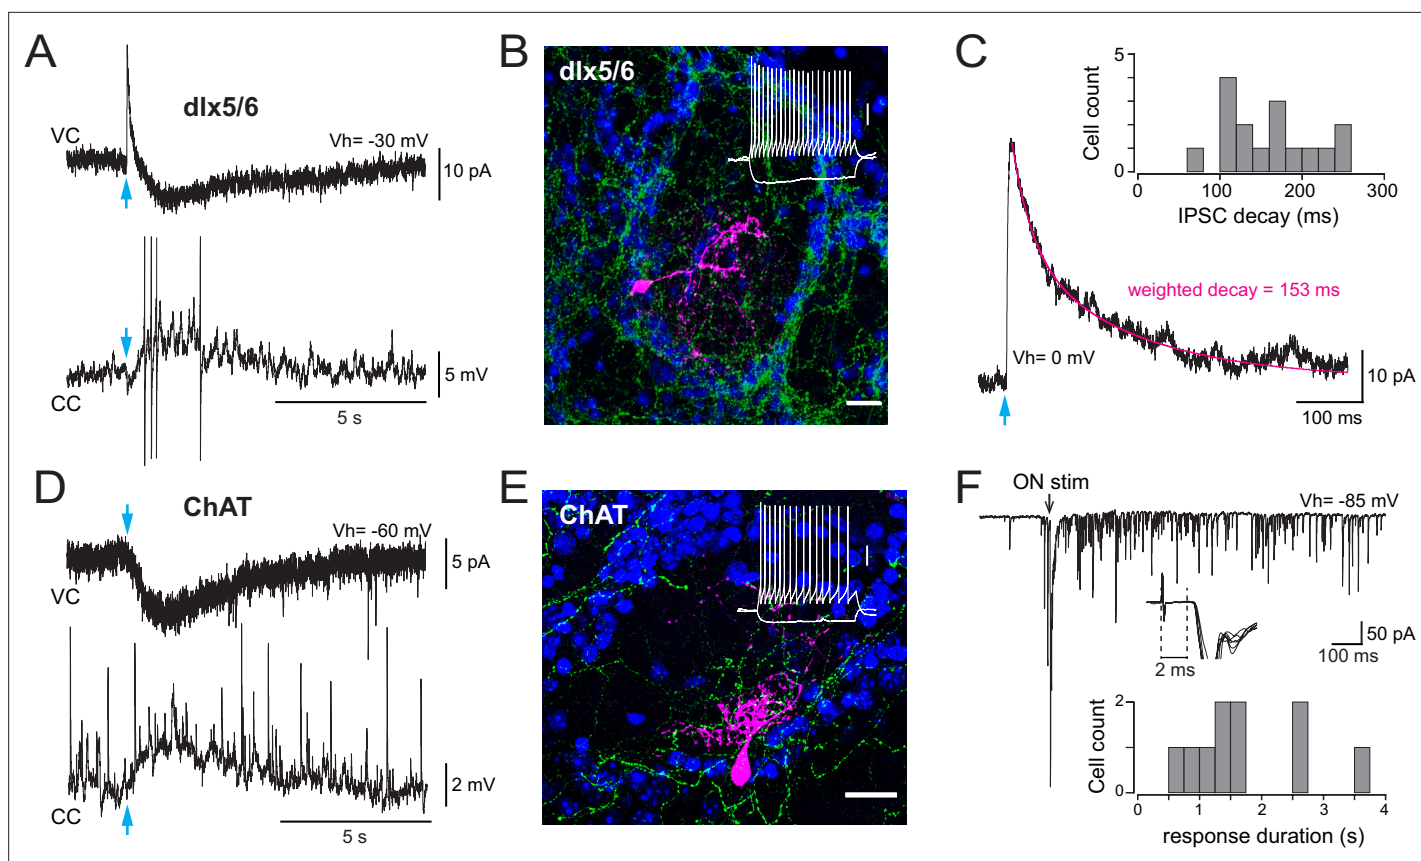 A
dlx5/6
VC
Vh= -30 mV
10 pA
CC
5 mV
5 s
B
dlx5/6
C
5
0
Cell count
0
100
200
300
IPSC decay (ms)
weighted decay = 153 ms
Vh= 0 mV
10 pA
100 ms
D
ChAT
Vh= -60 mV
VC
5 pA
CC
2 mV
5 s
E
ChAT
F
ON stim
Vh= -85 mV
50 pA
100 ms
2 ms
2
0
Cell count
0
1
2
3
4
response duration (s)